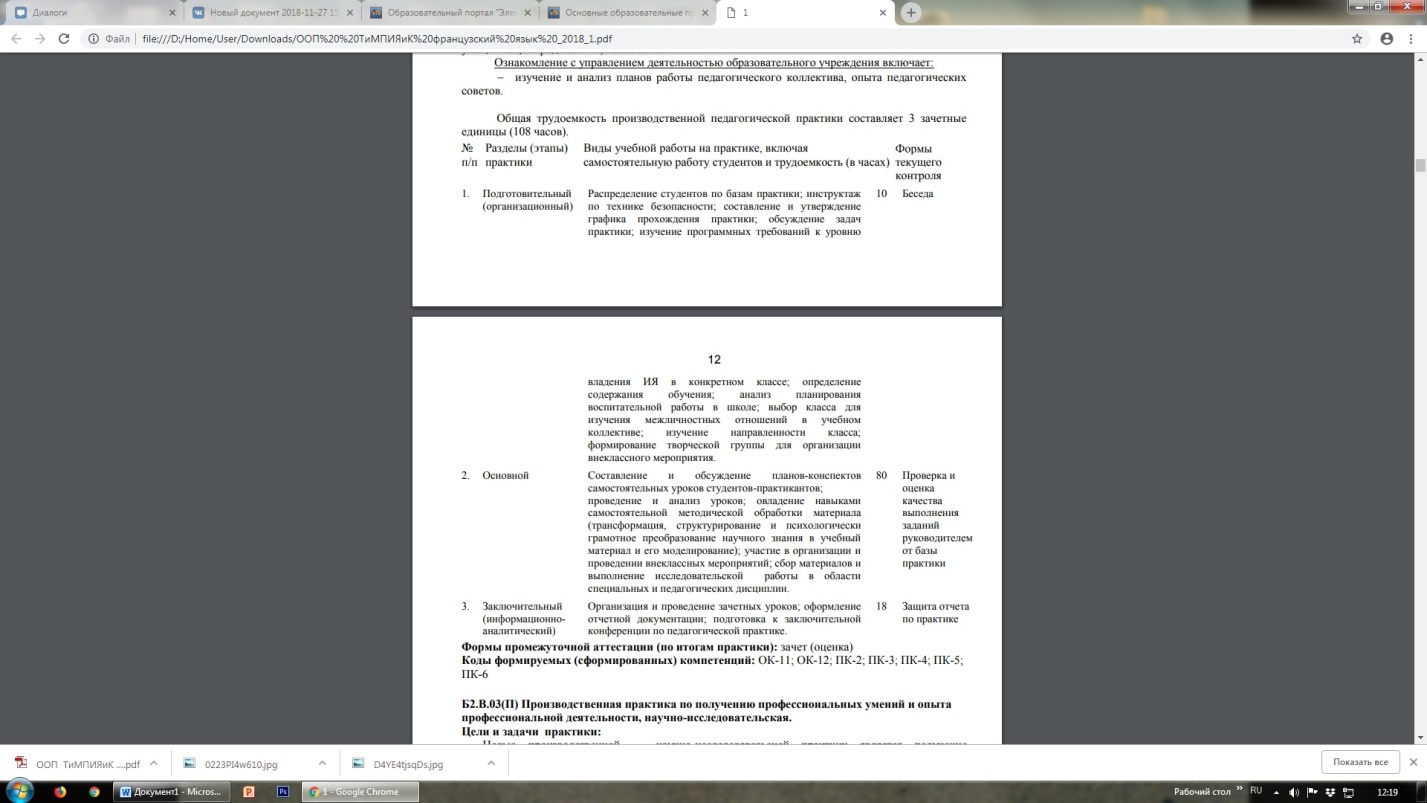 Диалоги
Новый документ 2018-11-27 15
Образовательный портал "Эле
Основные образовательные пр
1
Файл
file:///D:/Home/User/Downloads/ООП%20%20ТиМПИЯиК%20французский%20язык%20_2018_1.pdf
Ознакомление с управлением деятельностью образовательного учреждения включает:
– изучение и анализ планов работы педагогического коллектива, опыта педагогических
советов.
Общая трудоемкость производственной педагогической практики составляет 3 зачетные
единицы (108 часов).
№ Разделы (этапы) Виды учебной работы на практике, включая Формы
п/п практики самостоятельную работу студентов и трудоемкость (в часах) текущего
контроля
1. Подготовительный Распределение студентов по базам практики; инструктаж 10 Беседа
(организационный) по технике безопасности; составление и утверждение
графика прохождения практики; обсуждение задач
практики; изучение программных требований к уровню
12
владения ИЯ в конкретном классе; определение
содержания обучения; анализ планирования
воспитательной работы в школе; выбор класса для
изучения межличностных отношений в учебном
коллективе; изучение направленности класса;
формирование творческой группы для организации
внеклассного мероприятия.
2. Основной Составление и обсуждение планов-конспектов 80 Проверка и
самостоятельных уроков студентов-практикантов; оценка
проведение и анализ уроков; овладение навыками качества
самостоятельной методической обработки материала выполнения
(трансформация, структурирование и психологически заданий
грамотное преобразование научного знания в учебный руководителем
материал и его моделирование); участие в организации и от базы
проведении внеклассных мероприятий; сбор материалов и практики
выполнение исследовательской работы в области
специальных и педагогических дисциплин.
3. Заключительный Организация и проведение зачетных уроков; оформление 18 Защита отчета
(информационно- отчетной документации; подготовка к заключительной по практике
аналитический) конференции по педагогической практике.
Формы промежуточной аттестации (по итогам практики): зачет (оценка)
Коды формируемых (сформированных) компетенций: ОК-11; ОК-12; ПК-2; ПК-3; ПК-4; ПК-5;
ПК-6
Б2.В.03(П) Производственная практика по получению профессиональных умений и опыта
профессиональной деятельности, научно-исследовательская.
Цели и задачи практики:
ООП ТиМПИЯиК ....pdf
0223Pl4w610.jpg
D4YE4tjsqDs.jpg
Показать все
Документ1 - Micros...
1 - Google Chrome
Рабочий стол
RU
12:19